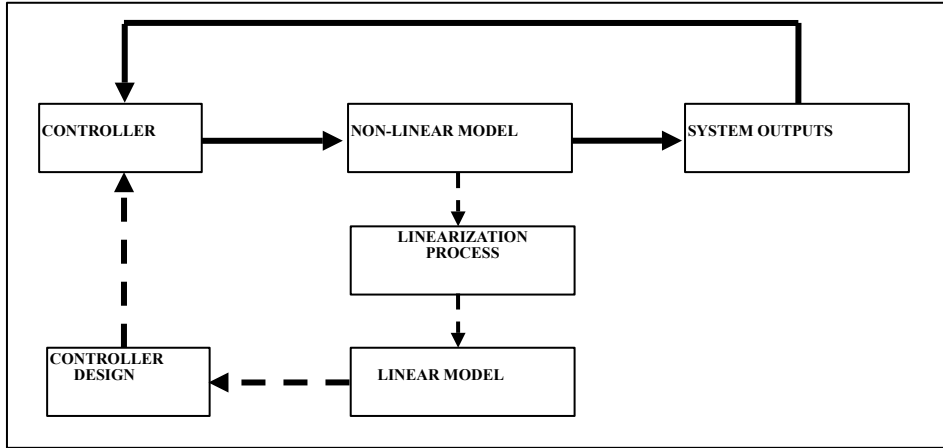 CONTROLLER
NON-LINEAR MODEL
SYSTEM OUTPUTS
LINEARIZATION
PROCESS
CONTROLLER
DESIGN
LINEAR MODEL